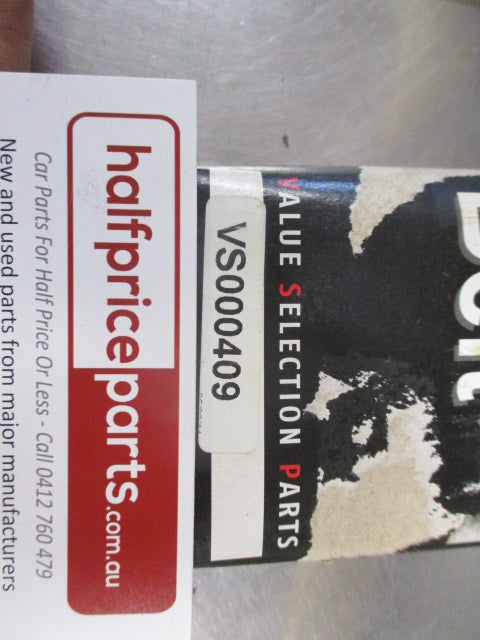 Belt
VALUE SELECTION PARTS
VS000409
halfpriceparts.com.au
Car Parts For Half Price Or Less - Call 0412 760 479
New and used parts from major manufacturers